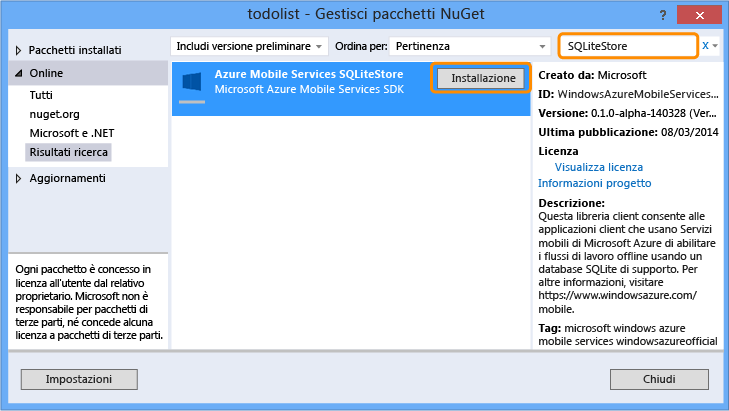 todolist - Gestisci pacchetti NuGet
?
Pacchetti installati
Online
Tutti
nuget.org
Microsoft e .NET
Risultati ricerca
Aggiornamenti
Ogni pacchetto è concesso in
licenza all'utente dal relativo
proprietario. Microsoft non è
responsabile per pacchetti di
terze parti, né concede alcuna
licenza a pacchetti di terze parti.
Impostazioni
Includi versione preliminare
Ordina per: Pertinenza
Azure Mobile Services SQLiteStore
Microsoft Azure Mobile Services SDK
Installazione
SQLiteStore
x
Creato da: Microsoft
ID: WindowsAzureMobileServices...
Versione: 0.1.0-alpha-140328 (Ver...
Ultima pubblicazione: 08/03/2014
Licenza
Visualizza licenza
Informazioni progetto
Descrizione:
Questa libreria client consente alle
applicazioni client che usano Servizi
mobili di Microsoft Azure di abilitare
i flussi di lavoro offline usando un
database SQLite di supporto. Per
altre informazioni, visitare
https://www.windowsazure.com/
mobile.
Tag: microsoft windows azure
mobile services windowsazureofficial
Chiudi